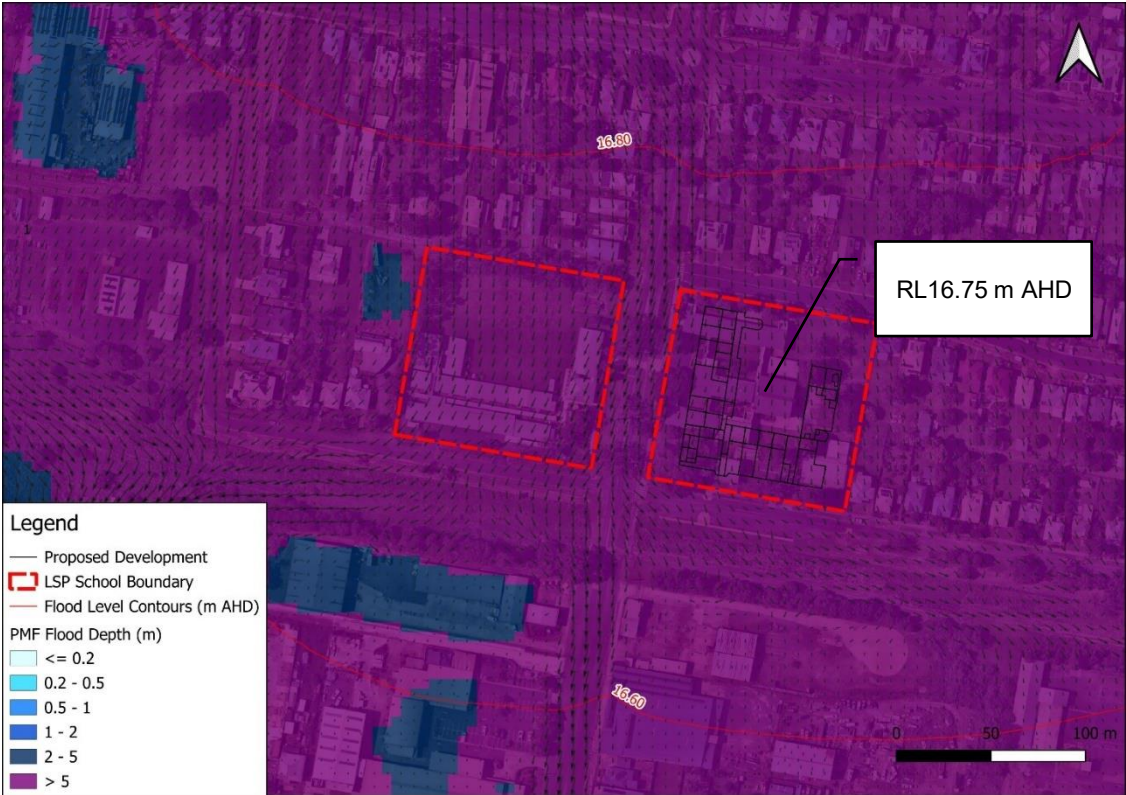 16.80
1
RL16.75 m AHD
Legend
Proposed Development
LSP School Boundary
Flood Level Contours (m AHD)
PMF Flood Depth (m)
<= 0.2
0.2 - 0.5
0.5 - 1
1 - 2
2 - 5
> 5
16.60
0 50 100 m